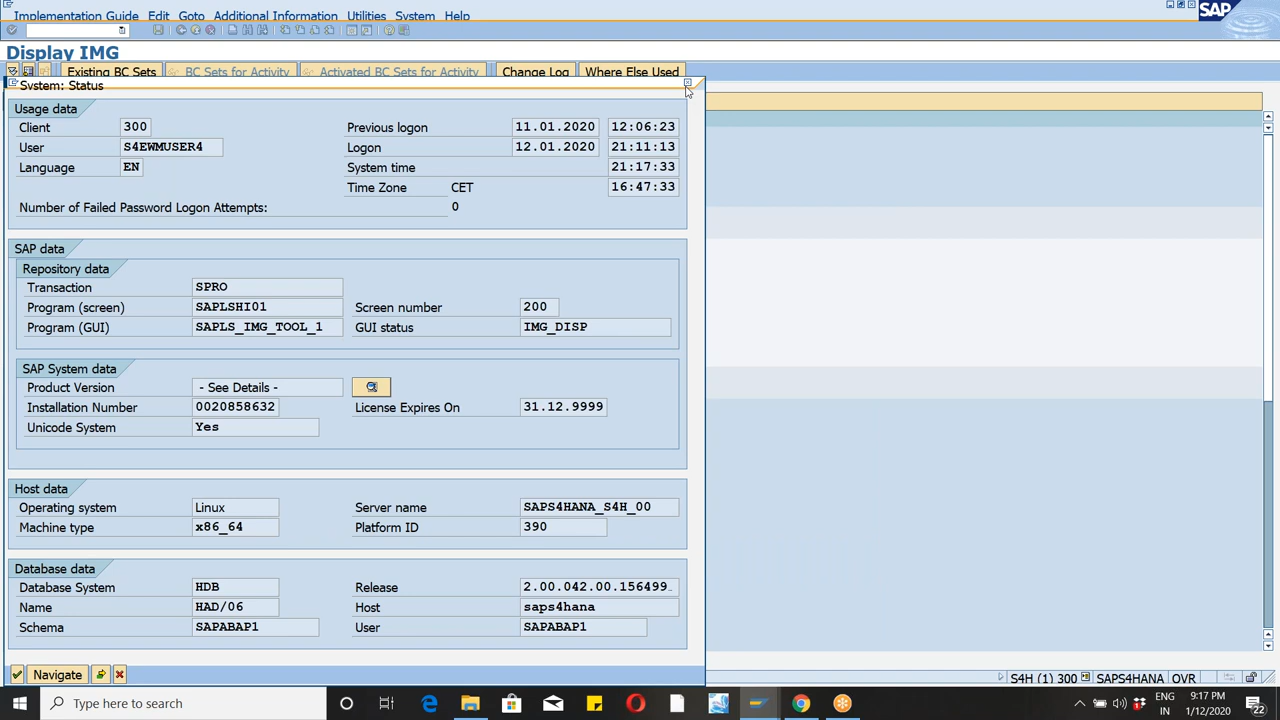 Implementation Guide Edit Goto Additional Information Utilities System Help
SAP
Display IMG
Existing BC Sets BC Sets for Activity Activated BC Sets for Activity Change Log Where Else Used
System: Status
Usage data
Client 300 Previous logon 11.01.2020 12:06:23
User S4EWMUSER4 Logon 12.01.2020 21:11:13
Language EN System time 21:17:33
Time Zone CET 16:47:33
Number of Failed Password Logon Attempts: 0
SAP data
Repository data
Transaction SPRO
Program (screen) SAPLSHI01 Screen number 200
Program (GUI) SAPLS_IMG_TOOL_1 GUI status IMG_DISP
SAP System data
Product Version - See Details -
Installation Number 0020858632 License Expires On 31.12.9999
Unicode System Yes
Host data
Operating system Linux Server name SAPS4HANA_S4H_00
Machine type x86_64 Platform ID 390
Database data
Database System HDB Release 2.00.042.00.156499
Name HAD/06 Host saps4hana
Schema SAPABAP1 User SAPABAP1
Navigate
S4H (1) 300 SAPS4HANA OVR
Type here to search
ENG 9:17 PM
IN 1/12/2020
22